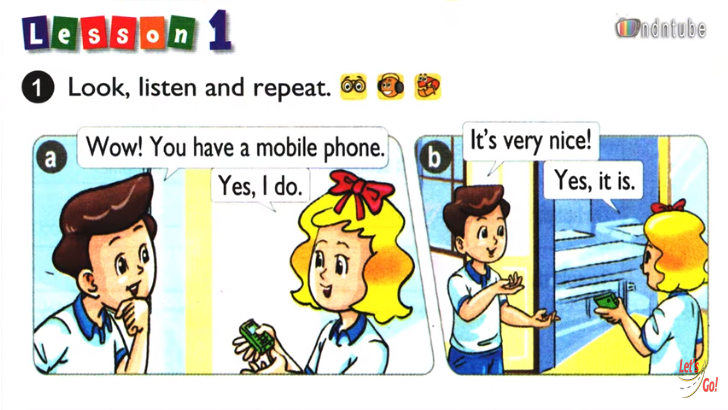 Lesson 1
ndntube
1 Look, listen and repeat.
a
Wow! You have a mobile phone.
Yes, I do.
b
It's very nice!
Yes, it is.
Let's
Go!